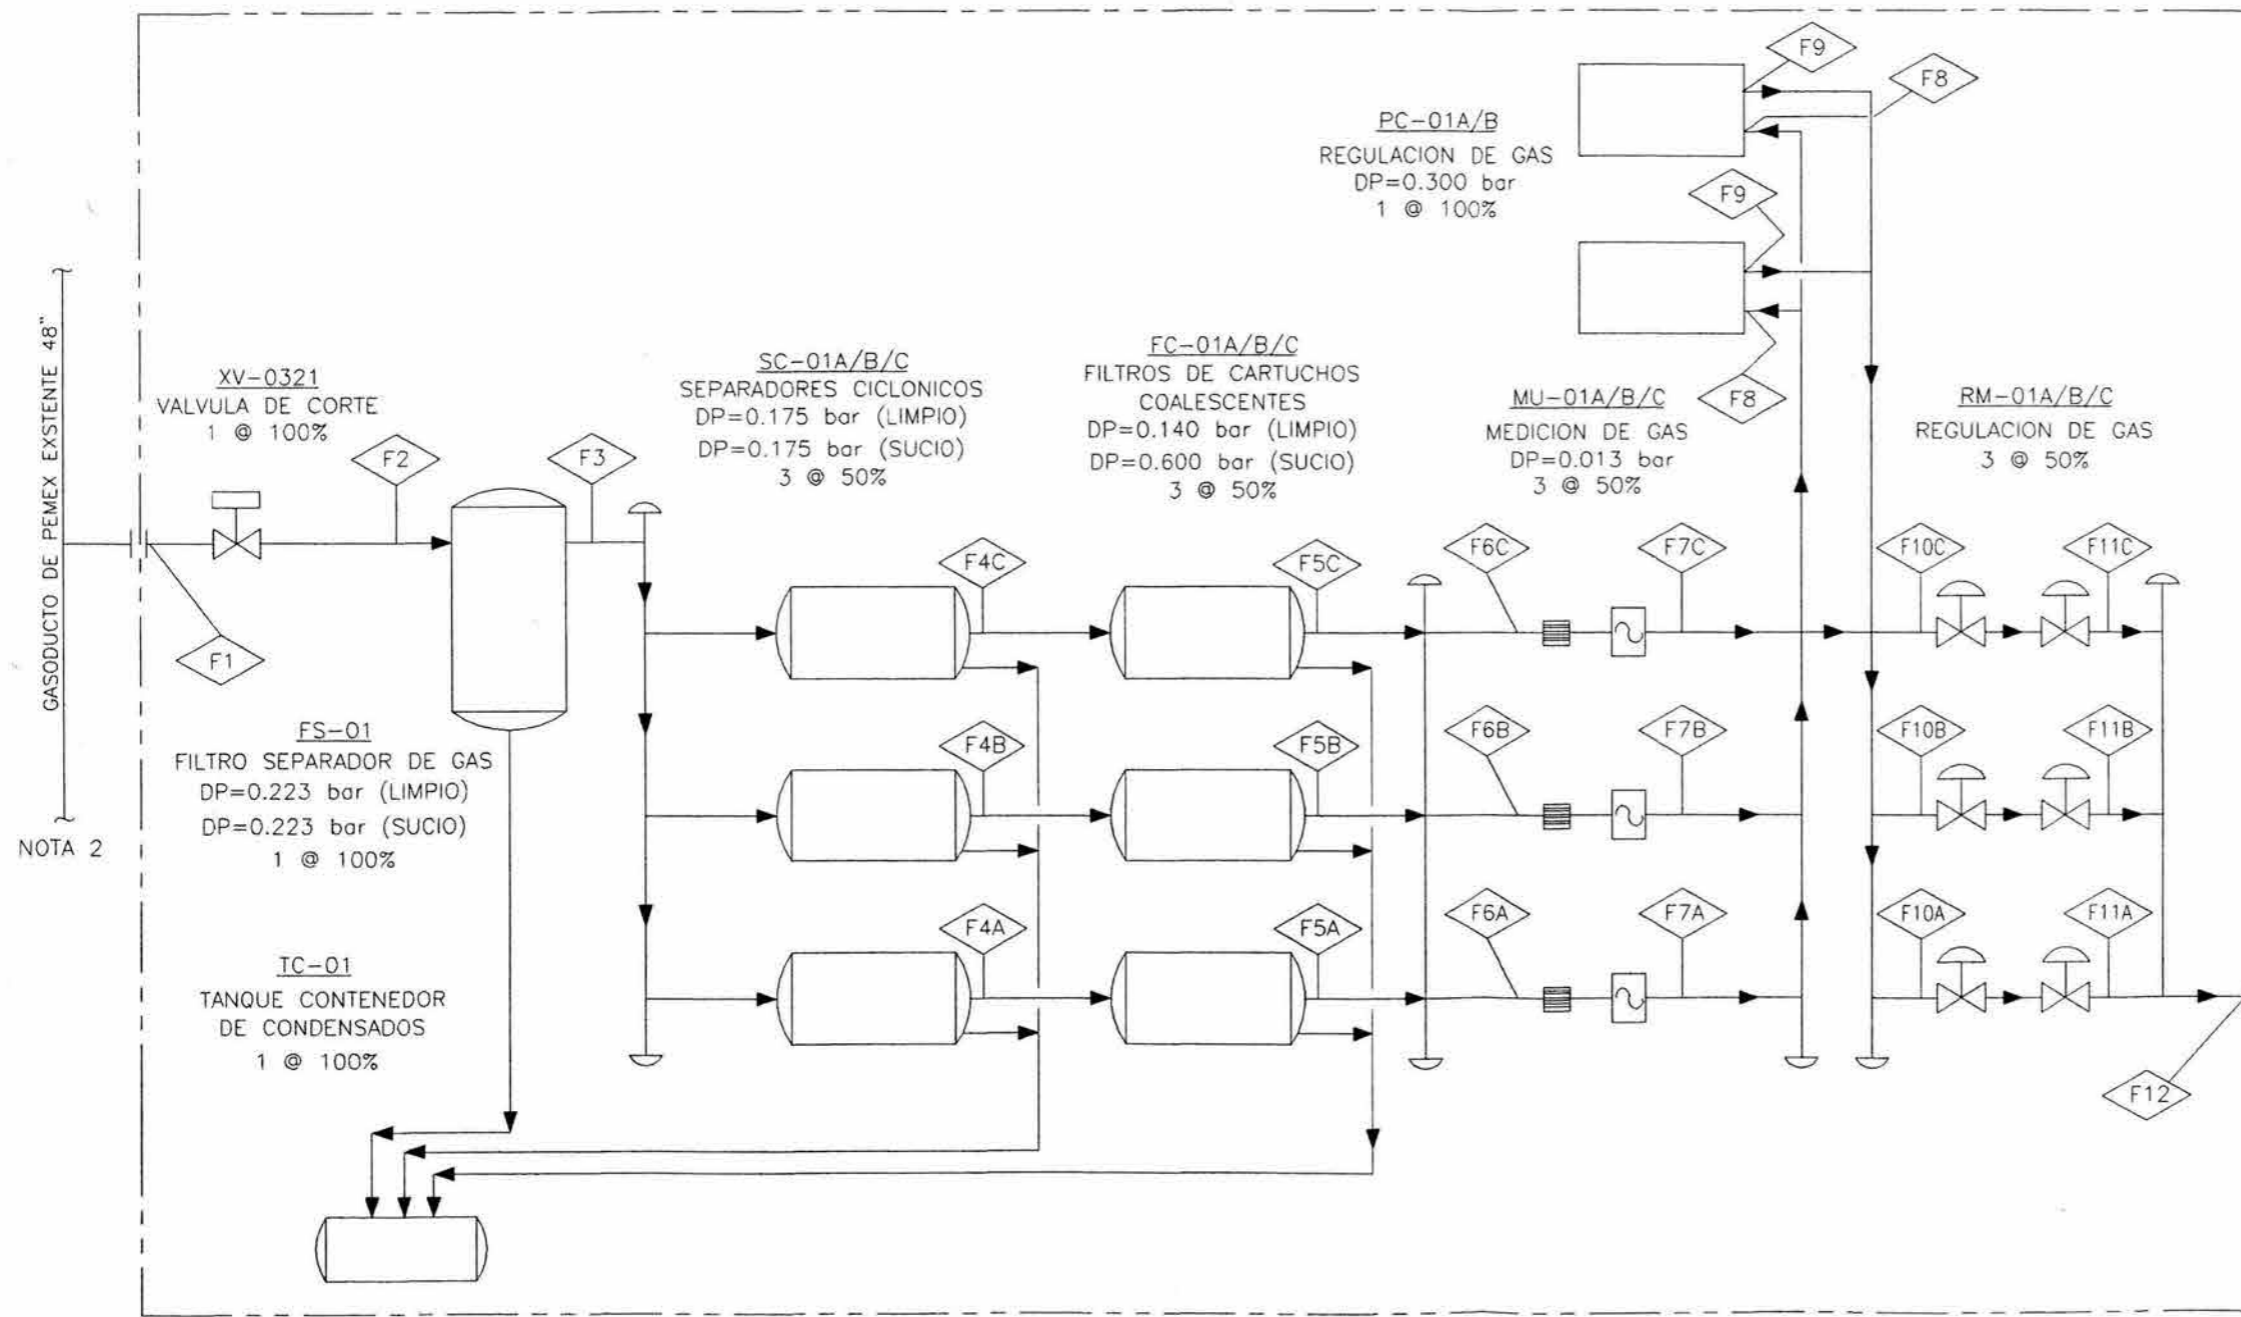 GASODUCTO DE PEMEX EXSTENTE 48"
NOTA 2
XV-0321
VALVULA DE CORTE
1 @ 100%
F1
F2
F3
FS-01
FILTRO SEPARADOR DE GAS
DP=0.223 bar (LIMPIO)
DP=0.223 bar (SUCIO)
1 @ 100%
TC-01
TANQUE CONTENEDOR
DE CONDENSADOS
1 @ 100%
SC-01A/B/C
SEPARADORES CICLONICOS
DP=0.175 bar (LIMPIO)
DP=0.175 bar (SUCIO)
3 @ 50%
F4C
F4B
F4A
FC-01A/B/C
FILTROS DE CARTUCHOS
COALESCENTES
DP=0.140 bar (LIMPIO)
DP=0.600 bar (SUCIO)
3 @ 50%
F5C
F5B
F5A
MU-01A/B/C
MEDICION DE GAS
DP=0.013 bar
3 @ 50%
F6C
F7C
F6B
F7B
F6A
F7A
PC-01A/B
REGULACION DE GAS
DP=0.300 bar
1 @ 100%
F9
F8
F9
F8
RM-01A/B/C
REGULACION DE GAS
3 @ 50%
F10C
F11C
F10B
F11B
F10A
F11A
F12